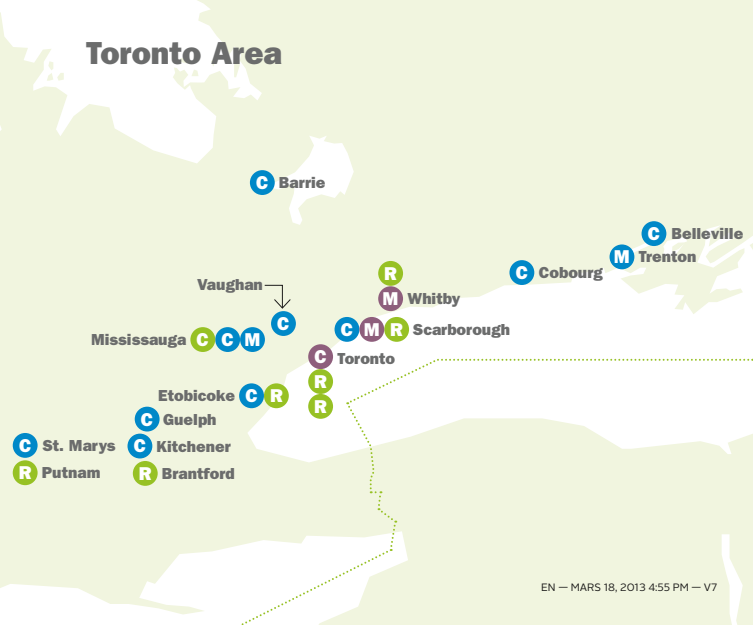 Toronto Area
C Barrie
C Belleville
M Trenton
C Cobourg
R
Vaughan
M Whitby
C
C M R Scarborough
Mississauga C C M
C Toronto
R
Etobicoke C R
R
C Guelph
C St. Marys
C Kitchener
R Putnam
R Brantford
EN — MARS 18, 2013 4:55 PM — V7